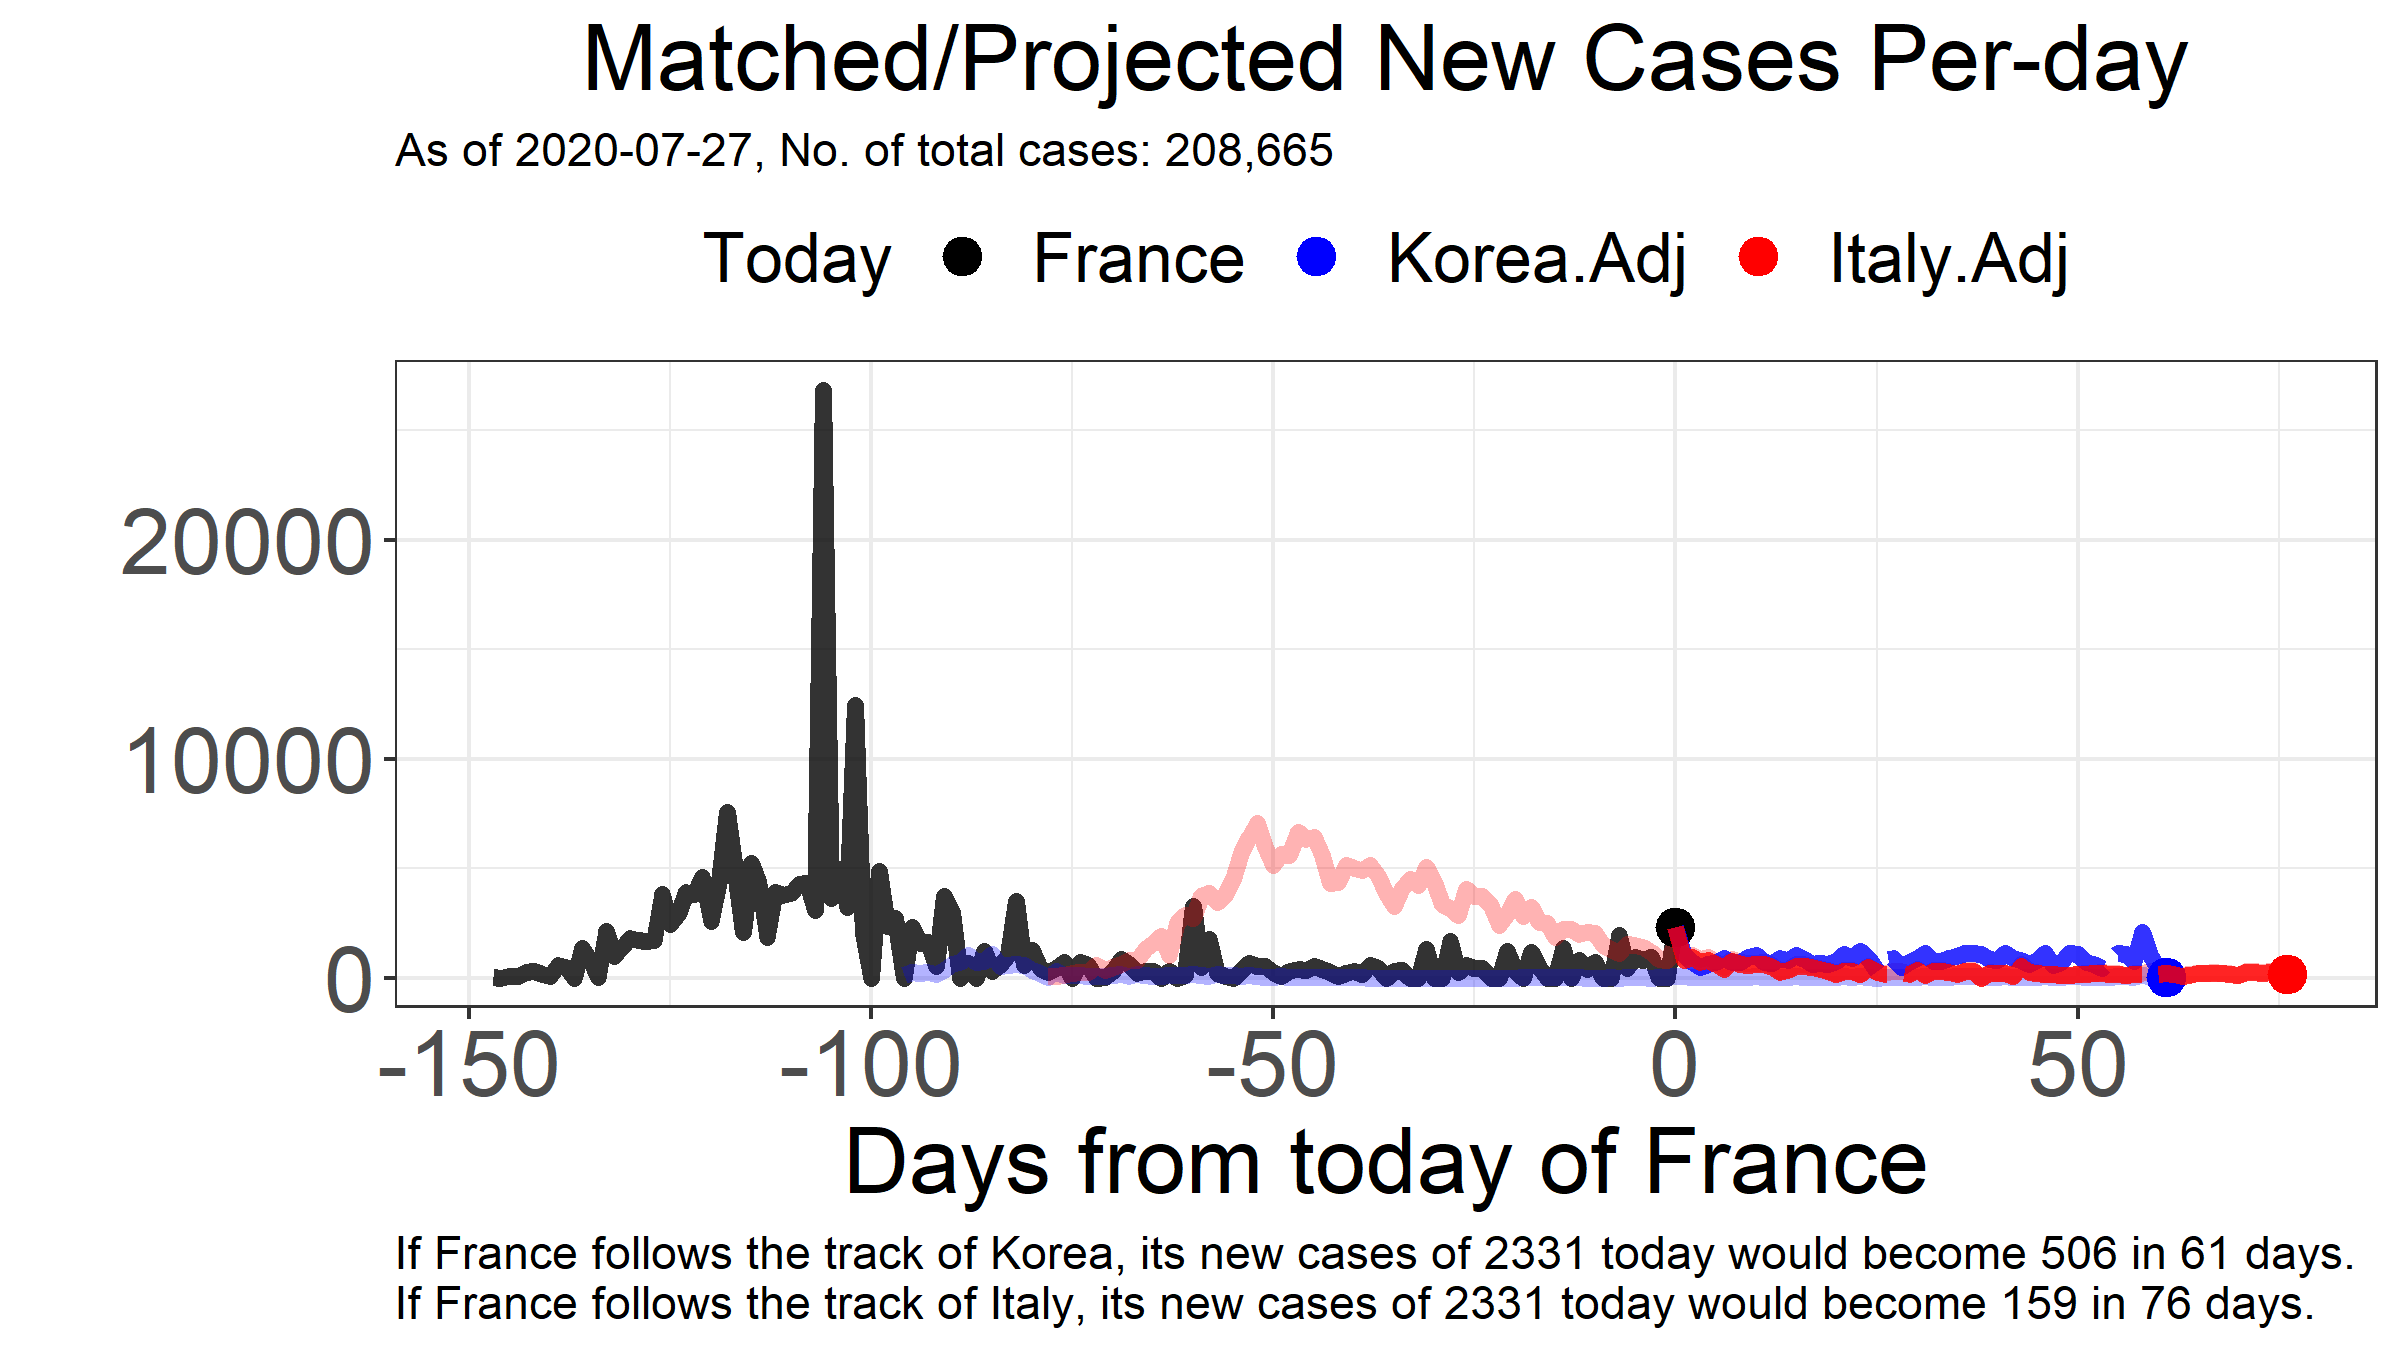 Matched/Projected New Cases Per-day
As of 2020-07-27, No. of total cases: 208,665
Today France Korea.Adj Italy.Adj
20000
10000
0
-150 -100 -50 0 50
Days from today of France
If France follows the track of Korea, its new cases of 2331 today would become 506 in 61 days.
If France follows the track of Italy, its new cases of 2331 today would become 159 in 76 days.